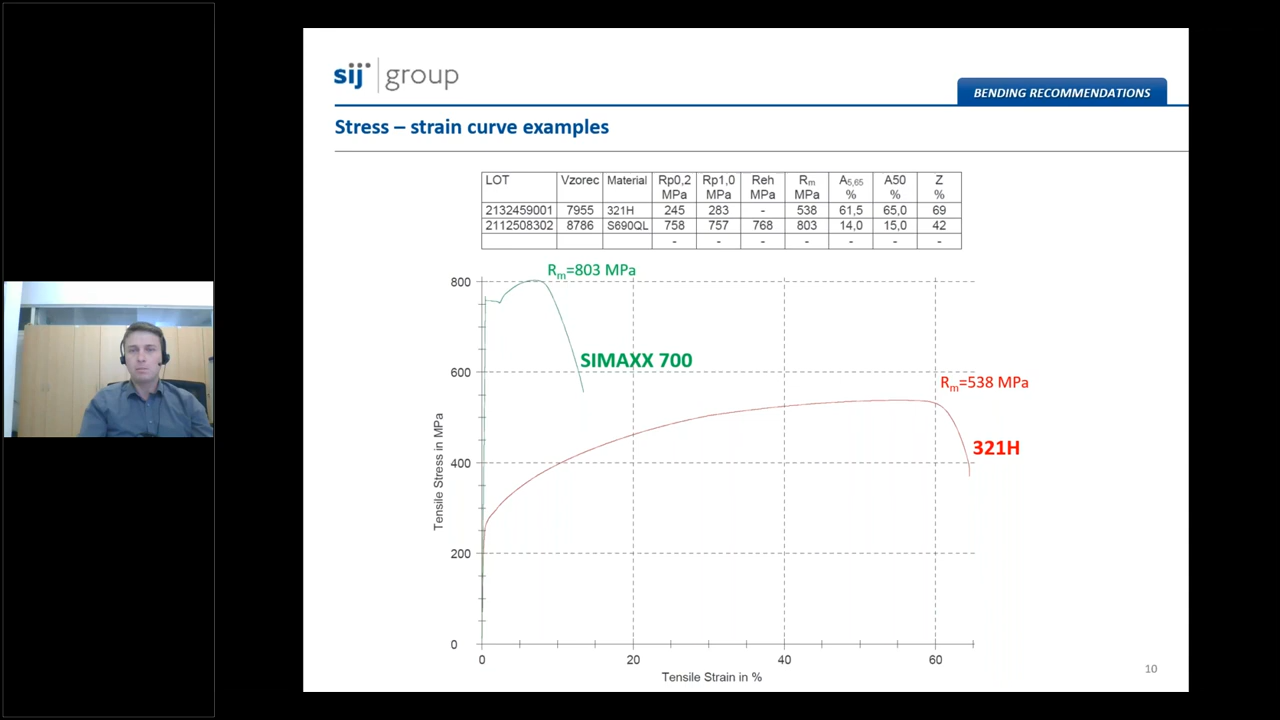 sij group
BENDING RECOMMENDATIONS
Stress – strain curve examples
LOT Vzorec Material Rp0,2 MPa Rp1,0 MPa Reh MPa Rm MPa A5,65 % A50 % Z %
2132459001 7955 321H 245 283 - 538 61,5 65,0 69
2112508302 8786 S690QL 758 757 768 803 14,0 15,0 42
- - - - - - -
Rm=803 MPa
800
SIMAXX 700
600
Rm=538 MPa
321H
400
Tensile Stress in MPa
200
0
0 20 40 60
Tensile Strain in %
10